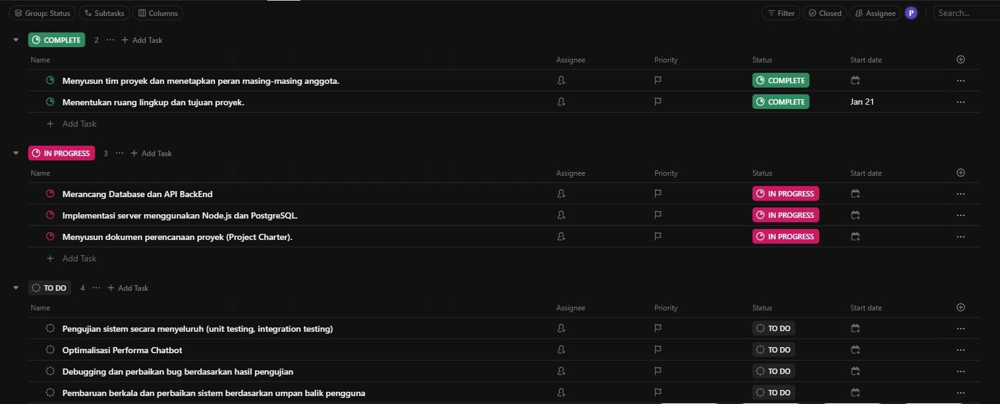 Group: Status Subtasks Columns Filter Closed Assignee P Search...
COMPLETE 2 ... + Add Task
Name Assignee Priority Status Start date
Menyusun tim proyek dan menetapkan peran masing-masing anggota. COMPLETE
Menentukan ruang lingkup dan tujuan proyek. COMPLETE Jan 21
+ Add Task
IN PROGRESS 3 ... + Add Task
Name Assignee Priority Status Start date
Merancang Database dan API BackEnd IN PROGRESS
Implementasi server menggunakan Node.js dan PostgreSQL. IN PROGRESS
Menyusun dokumen perencanaan proyek (Project Charter). IN PROGRESS
+ Add Task
TO DO 4 ... + Add Task
Name Assignee Priority Status Start date
Pengujian sistem secara menyeluruh (unit testing, integration testing) TO DO
Optimalisasi Performa Chatbot TO DO
Debugging dan perbaikan bug berdasarkan hasil pengujian TO DO
Pembaruan berkala dan perbaikan sistem berdasarkan umpan balik pengguna TO DO